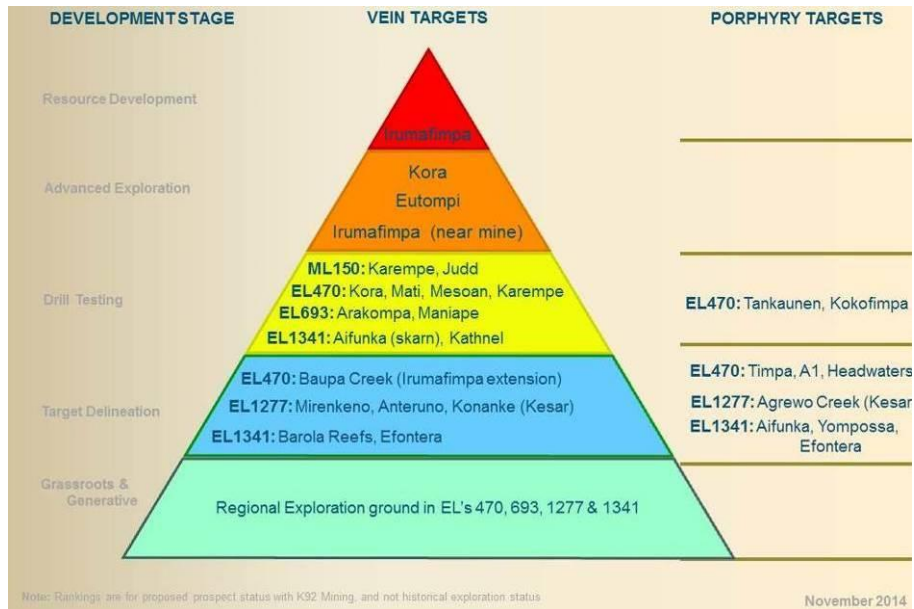 DEVELOPMENT STAGE
VEIN TARGETS
PORPHYRY TARGETS
Resource Development
Irumafimpa
Advanced Exploration
Kora
Eutompi
Irumafimpa (near mine)
Drill Testing
ML150: Karempe, Judd
EL470: Kora, Mati, Mesoan, Karempe
EL693: Arakompa, Maniape
EL1341: Aifunka (skarn), Kathnel
EL470: Tankaunen, Kokofimpa
Target Delineation
EL470: Baupa Creek (Irumafimpa extension)
EL1277: Mirenkeno, Anteruno, Konanke (Kesar)
EL1341: Barola Reefs, Efontera
EL470: Timpa, A1, Headwaters
EL1277: Agrewo Creek (Kesar
EL1341: Aifunka, Yompossa,
Efontera
Grassroots &
Generative
Regional Exploration ground in EL's 470, 693, 1277 & 1341
Note: Rankings are for proposed prospect status with K92 Mining, and not historical exploration status
November 2014